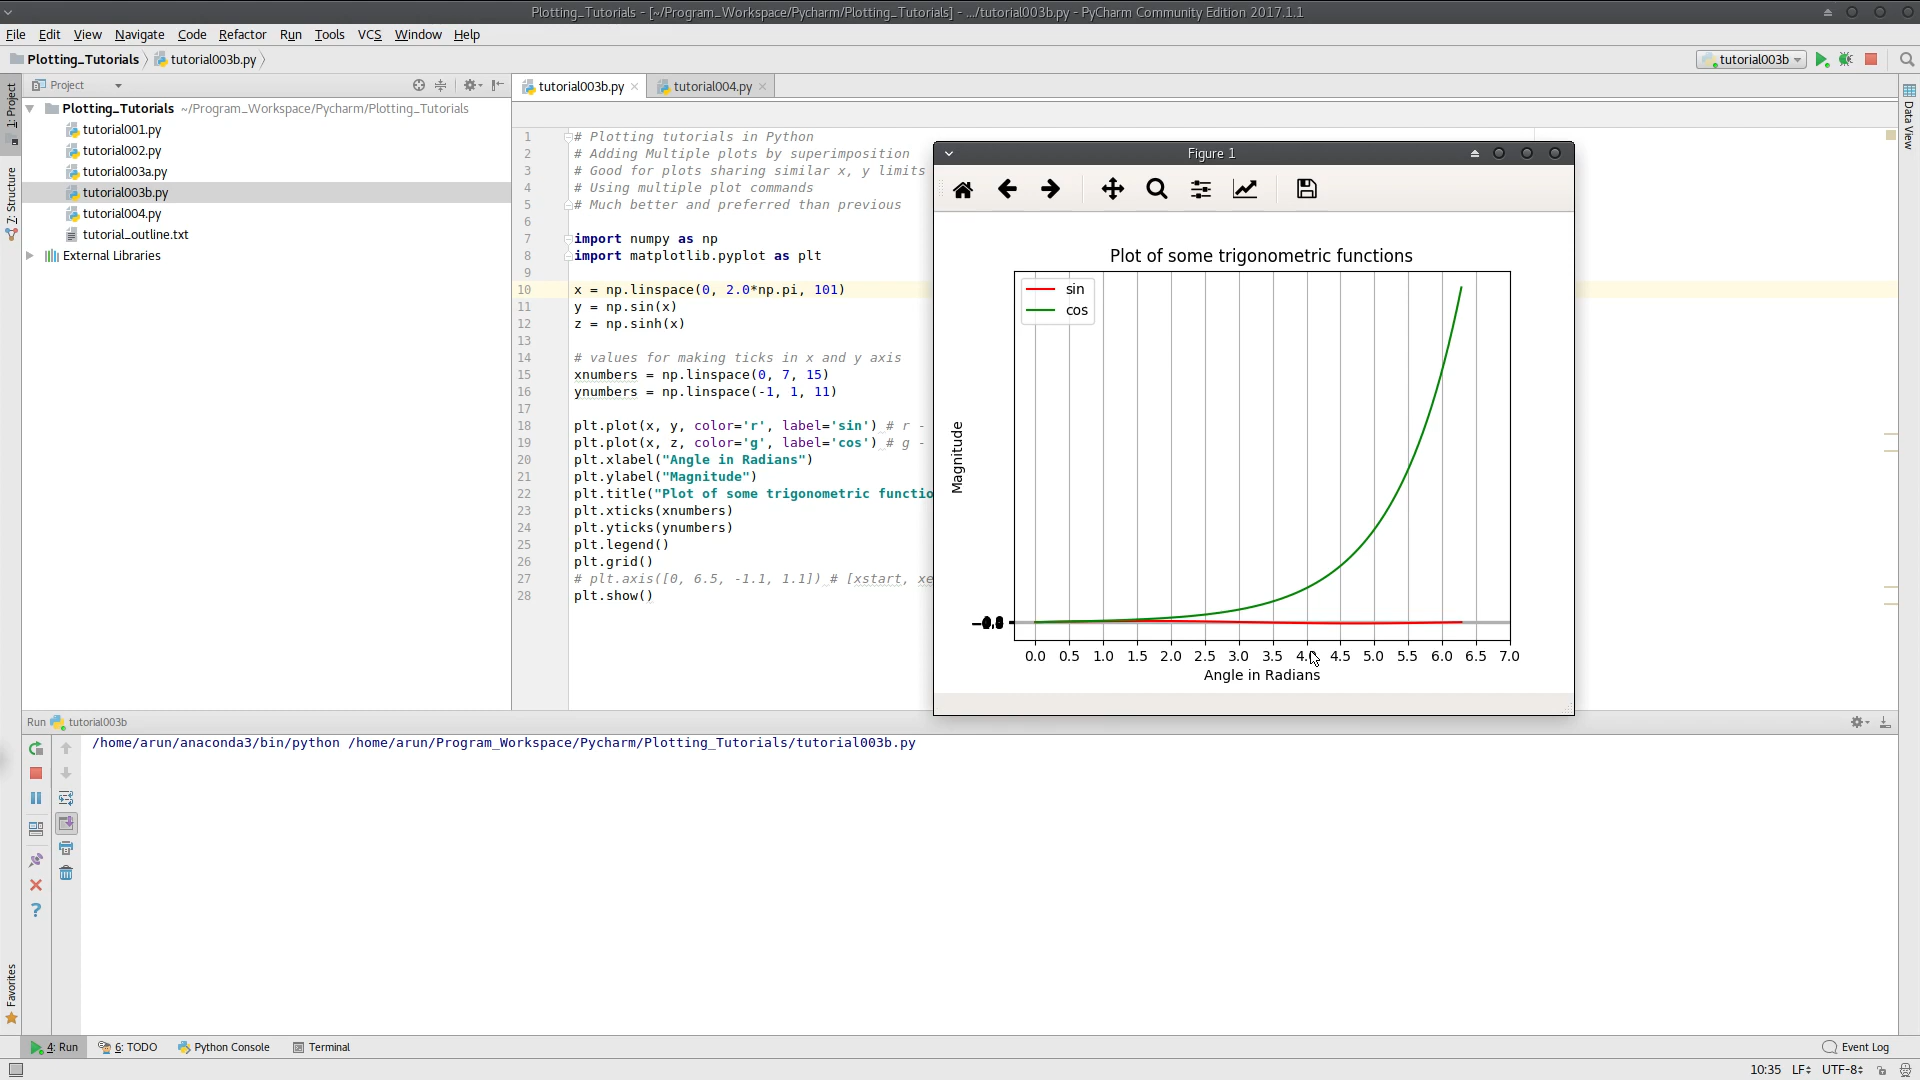 Plotting_Tutorials - [~/Program_Workspace/Pycharm/Plotting_Tutorials] - .../tutorial003b.py - PyCharm Community Edition 2017.1.1
File Edit View Navigate Code Refactor Run Tools VCS Window Help
Plotting_Tutorials tutorial003b.py tutorial003b
1: Project
7: Structure
Favorites
Data View
Project
Plotting_Tutorials ~/Program_Workspace/Pycharm/Plotting_Tutorials
tutorial001.py
tutorial002.py
tutorial003a.py
tutorial003b.py
tutorial004.py
tutorial_outline.txt
External Libraries
tutorial003b.py tutorial004.py
1 # Plotting tutorials in Python
2 # Adding Multiple plots by superimposition
3 # Good for plots sharing similar x, y limits
4 # Using multiple plot commands
5 # Much better and preferred than previous
6
7 import numpy as np
8 import matplotlib.pyplot as plt
9
10 x = np.linspace(0, 2.0*np.pi, 101)
11 y = np.sin(x)
12 z = np.sinh(x)
13
14 # values for making ticks in x and y axis
15 xnumbers = np.linspace(0, 7, 15)
16 ynumbers = np.linspace(-1, 1, 11)
17
18 plt.plot(x, y, color='r', label='sin') # r -
19 plt.plot(x, z, color='g', label='cos') # g -
20 plt.xlabel("Angle in Radians")
21 plt.ylabel("Magnitude")
22 plt.title("Plot of some trigonometric functio
23 plt.xticks(xnumbers)
24 plt.yticks(ynumbers)
25 plt.legend()
26 plt.grid()
27 # plt.axis([0, 6.5, -1.1, 1.1]) # [xstart, xe
28 plt.show()
Figure 1
Plot of some trigonometric functions
sin
cos
Magnitude
0.0 0.5 1.0 1.5 2.0 2.5 3.0 3.5 4.0 4.5 5.0 5.5 6.0 6.5 7.0
Angle in Radians
Run tutorial003b
/home/arun/anaconda3/bin/python /home/arun/Program_Workspace/Pycharm/Plotting_Tutorials/tutorial003b.py
4: Run 6: TODO Python Console Terminal Event Log
10:35 LF UTF-8